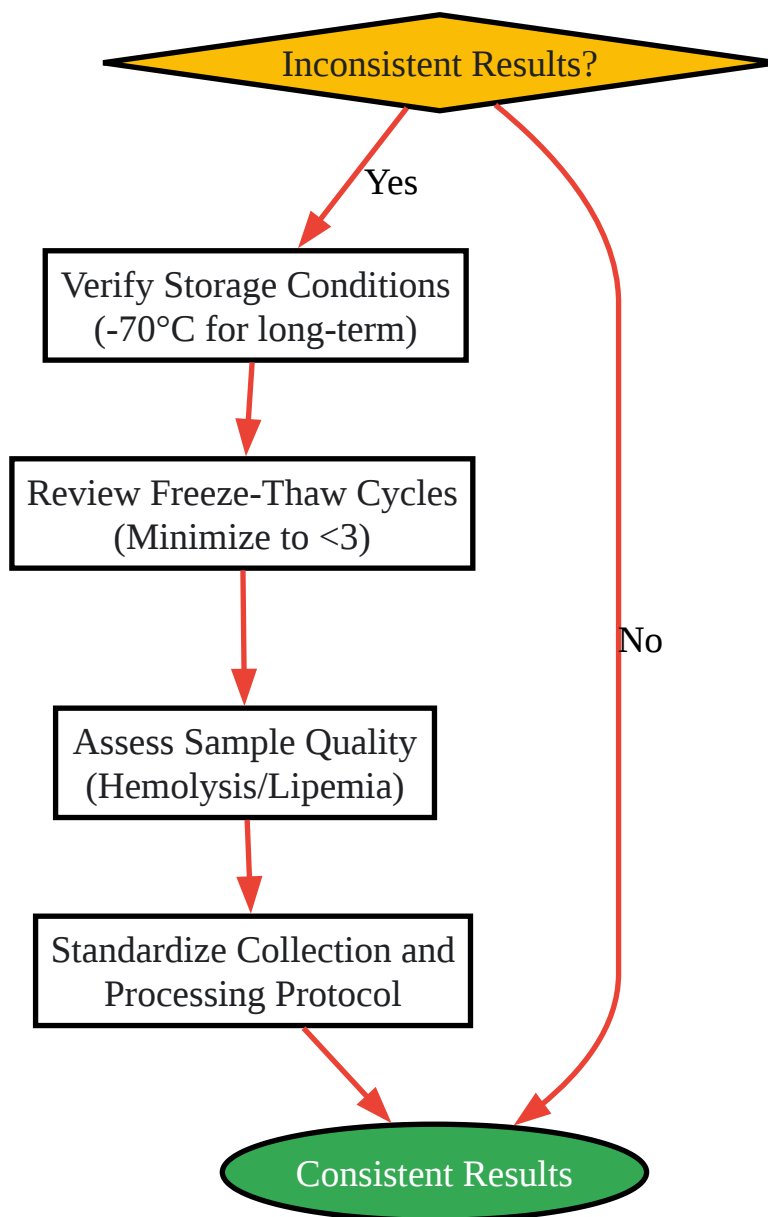 Inconsistent Results?
Yes
Verify Storage Conditions
(-70°C for long-term)
Review Freeze-Thaw Cycles
(Minimize to <3)
No
Assess Sample Quality
(Hemolysis/Lipemia)
Standardize Collection and
Processing Protocol
Consistent Results